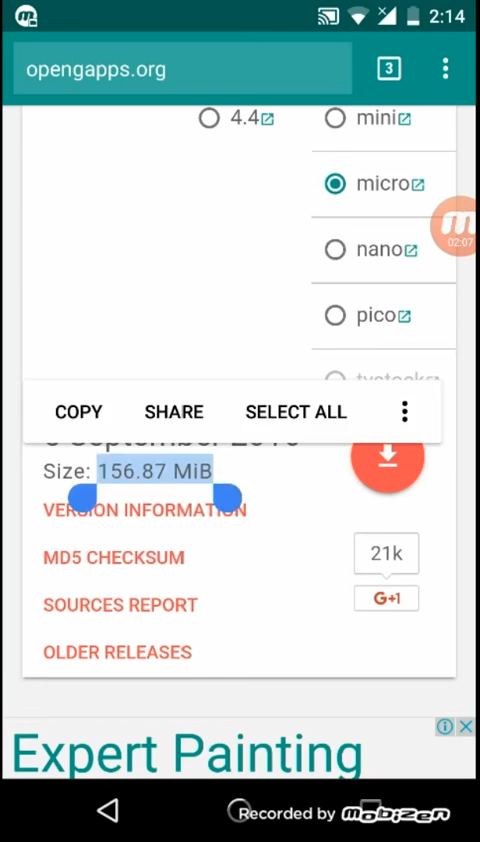 2:14
opengapps.org
3
4.4
mini
micro
02:07
nano
pico
COPY SHARE SELECT ALL
Size: 156.87 MiB
VERSION INFORMATION
MD5 CHECKSUM
21k
G+1
SOURCES REPORT
OLDER RELEASES
Expert Painting
Recorded by mobizen